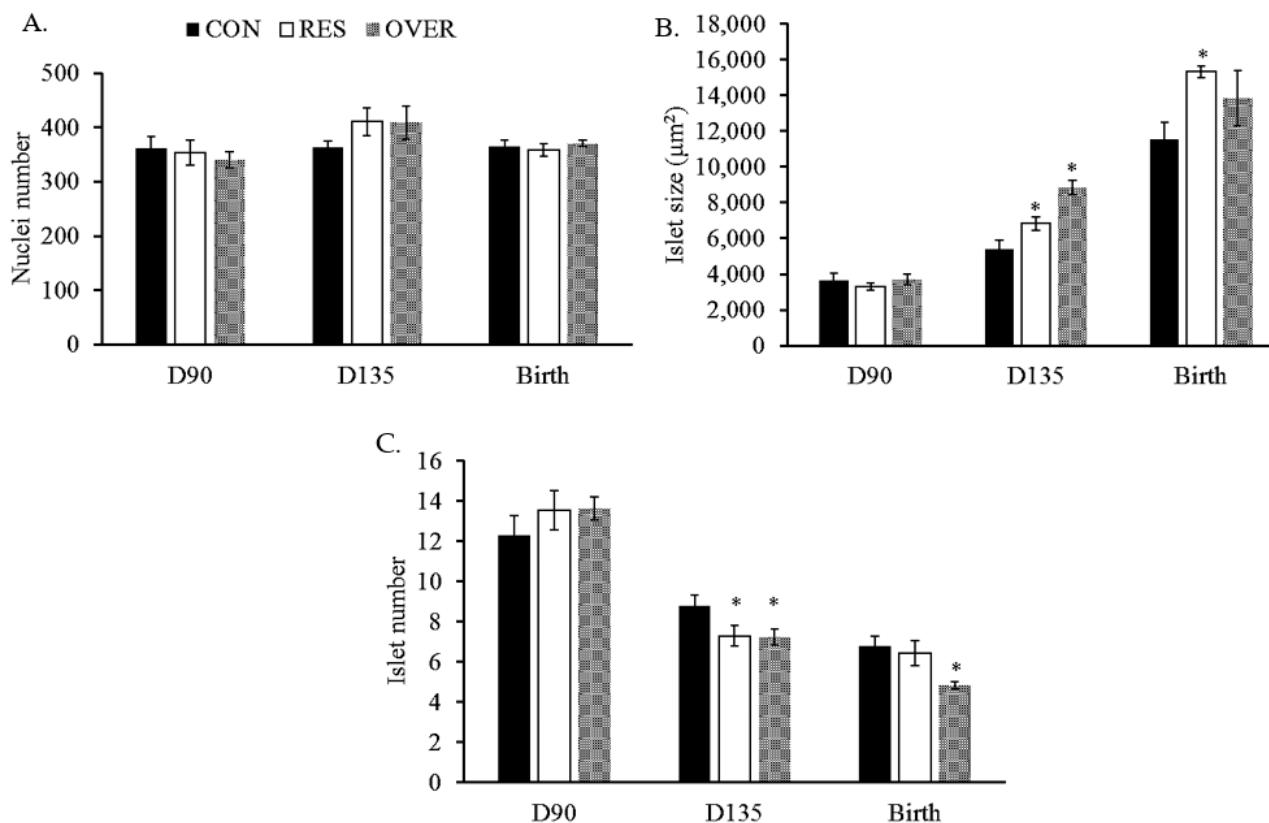 A.
CON RES OVER
500
400
300
200
100
0
Nuclei number
D90 D135 Birth
B.
18,000
16,000
14,000
12,000
10,000
8,000
6,000
4,000
2,000
0
Islet size (µm²)
*
* *
D90 D135 Birth
C.
16
14
12
10
8
6
4
2
0
Islet number
* *
*
D90 D135 Birth